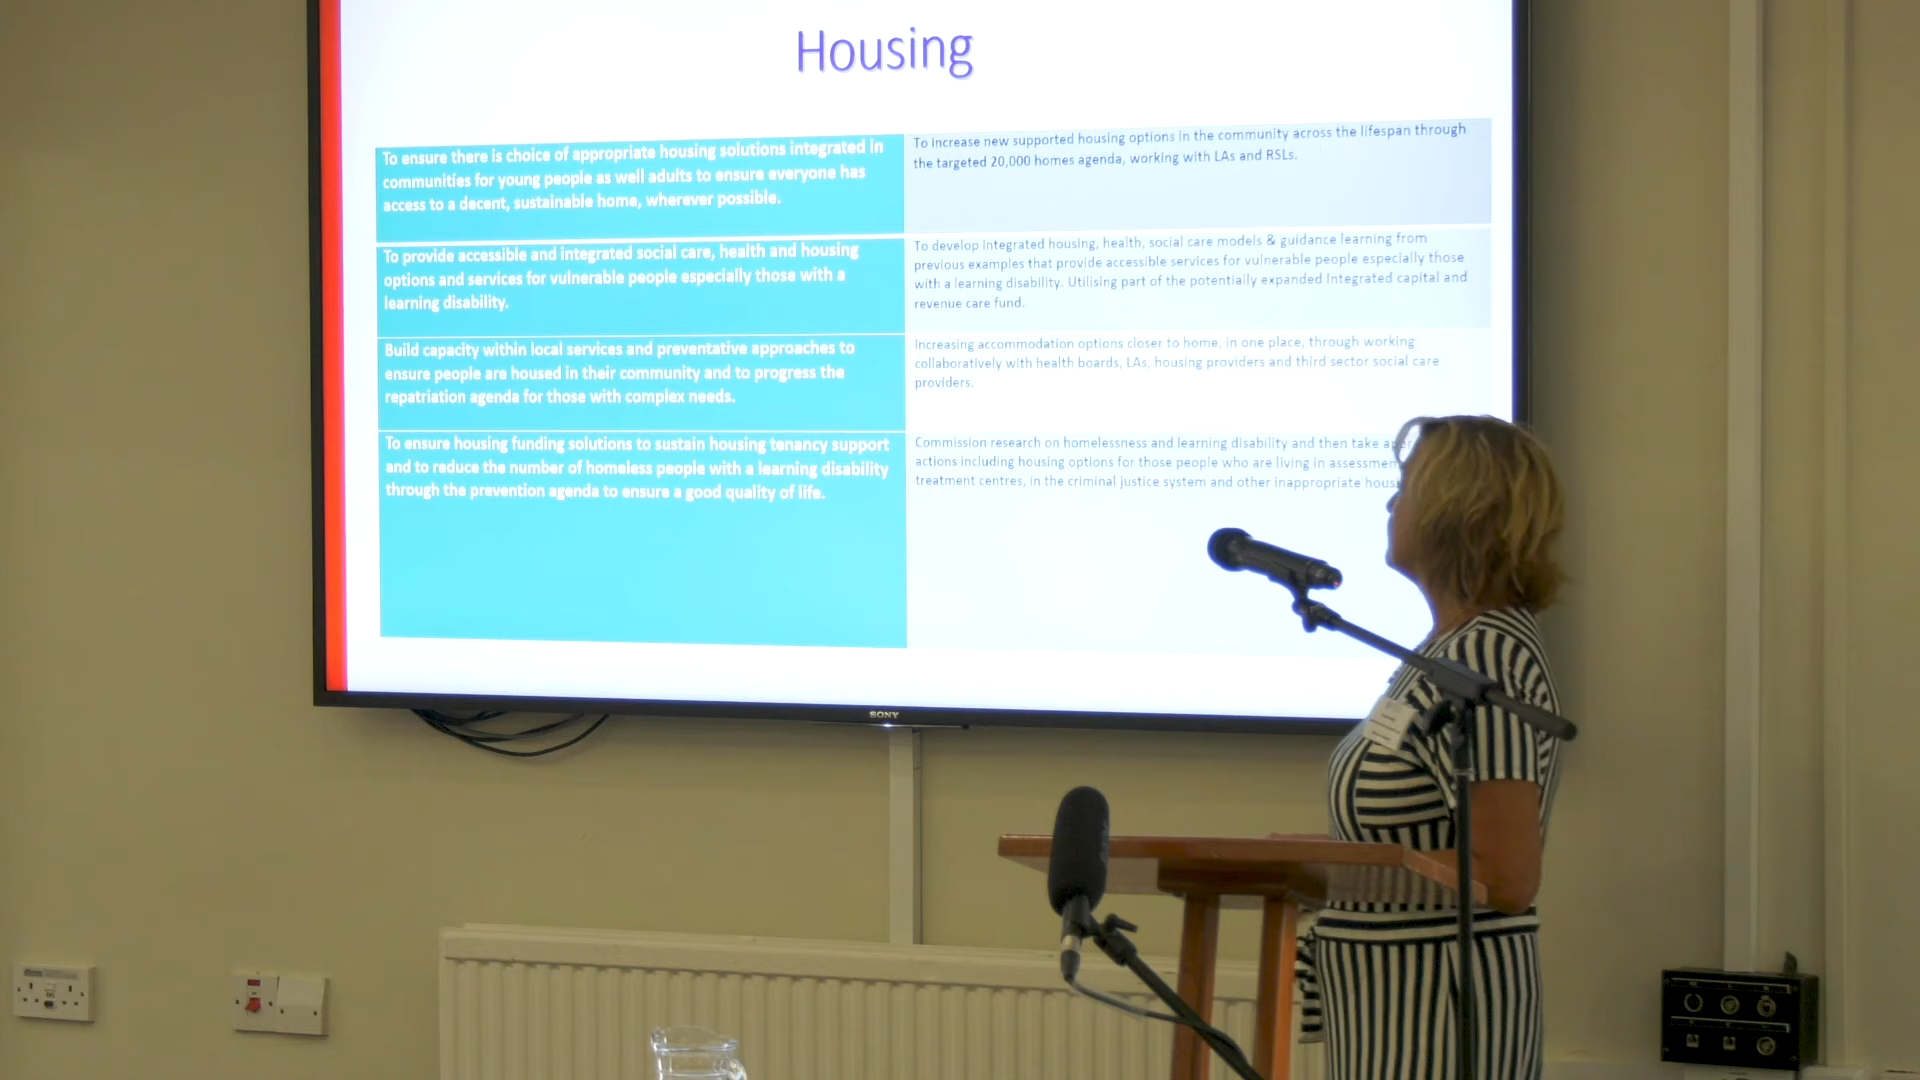 Housing
To ensure there is choice of appropriate housing solutions integrated in
communities for young people as well adults to ensure everyone has
access to a decent, sustainable home, wherever possible.
To increase new supported housing options in the community across the lifespan through
the targeted 20,000 homes agenda, working with LAs and RSLs.
To provide accessible and integrated social care, health and housing
options and services for vulnerable people especially those with a
learning disability.
To develop Integrated housing, health, social care models & guidance learning from
previous examples that provide accessible services for vulnerable people especially those
with a learning disability. Utilising part of the potentially expanded Integrated capital and
revenue care fund.
Build capacity within local services and preventative approaches to
ensure people are housed in their community and to progress the
repatriation agenda for those with complex needs.
Increasing accommodation options closer to home, in one place, through working
collaboratively with health boards, LAs, housing providers and third sector social care
providers.
To ensure housing funding solutions to sustain housing tenancy support
and to reduce the number of homeless people with a learning disability
through the prevention agenda to ensure a good quality of life.
Commission research on homelessness and learning disability and then take
actions including housing options for those people who are living in
treatment centres, in the criminal justice system and other inappropriate
SONY